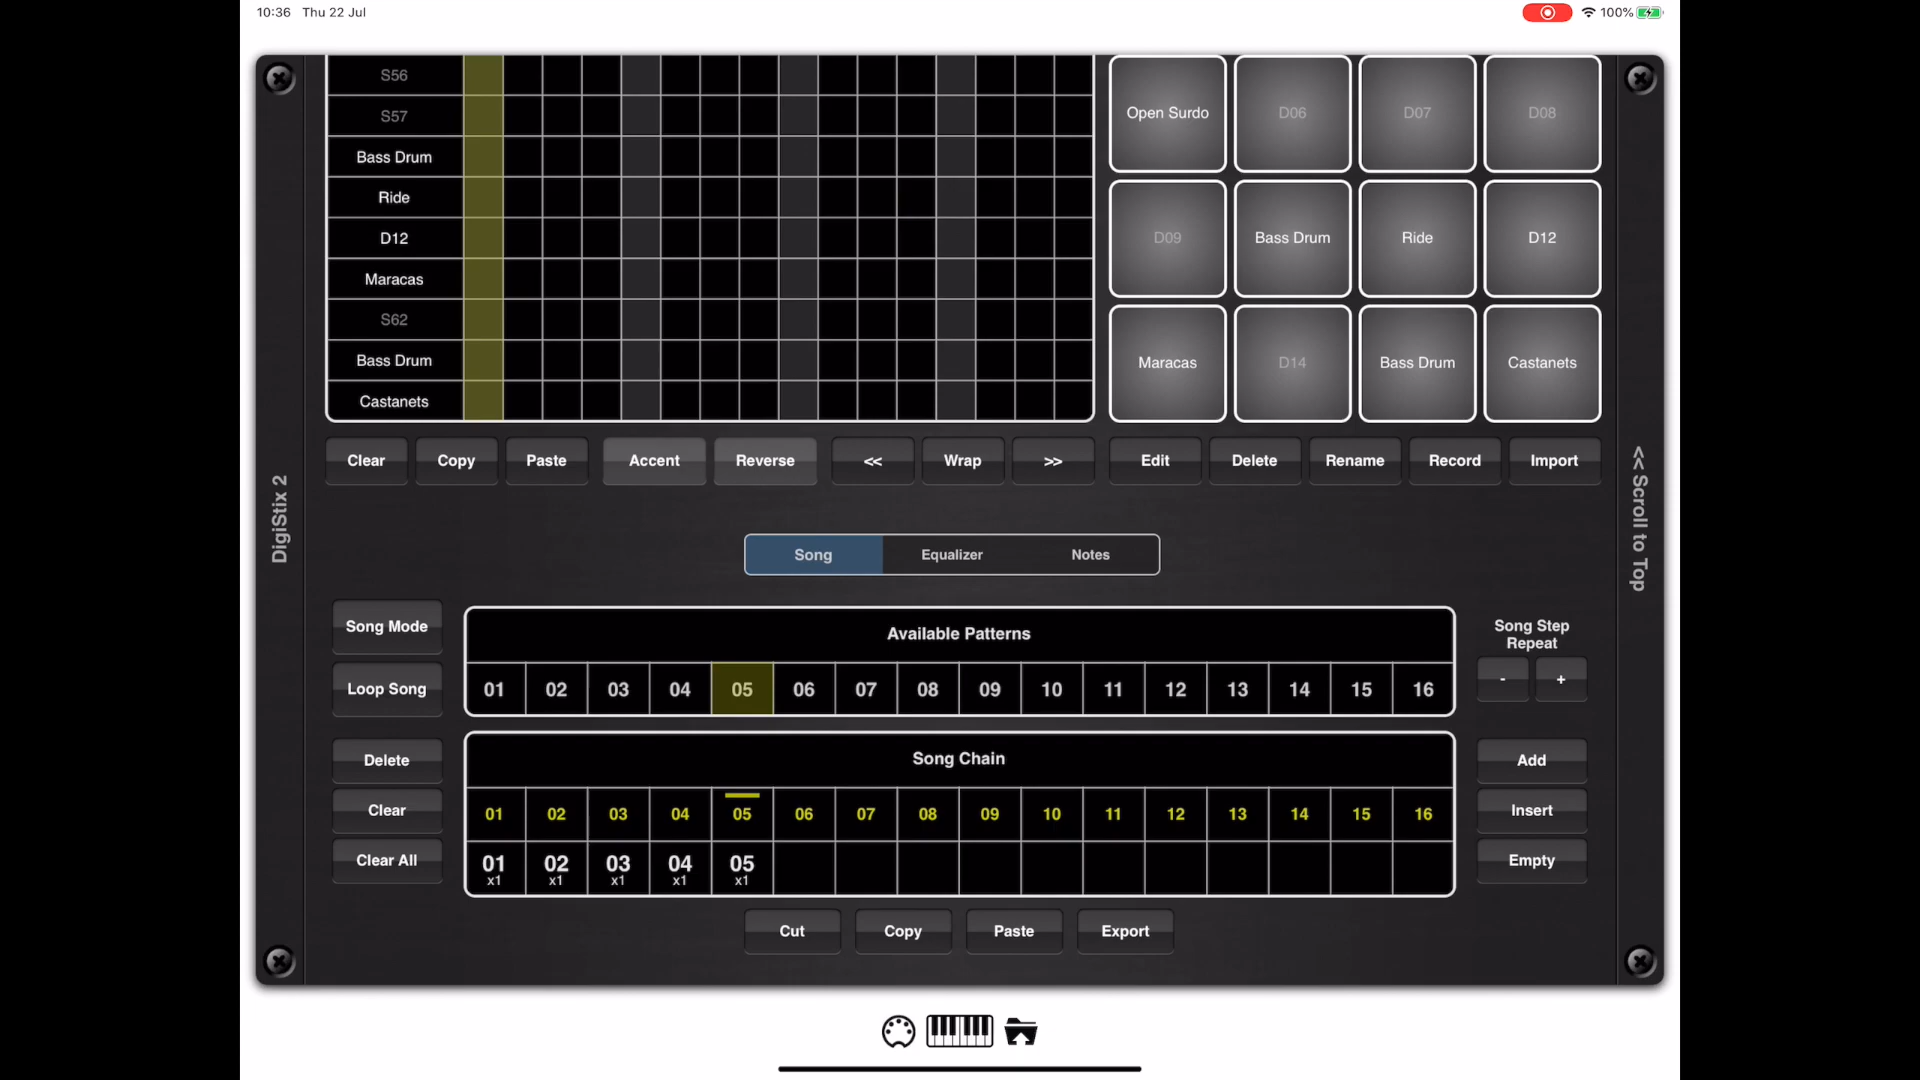 10:36 Thu 22 Jul
100%
S56
S57
Bass Drum
Ride
D12
Maracas
S62
Bass Drum
Castanets
Open Surdo D06 D07 D08
D09 Bass Drum Ride D12
Maracas D14 Bass Drum Castanets
Clear Copy Paste Accent Reverse << Wrap >> Edit Delete Rename Record Import
DigiStix 2
<< Scroll to Top
Song Equalizer Notes
Song Mode
Loop Song
Available Patterns
01 02 03 04 05 06 07 08 09 10 11 12 13 14 15 16
Song Step
Repeat
- +
Delete
Clear
Clear All
Song Chain
01 02 03 04 05 06 07 08 09 10 11 12 13 14 15 16
01 02 03 04 05
x1 x1 x1 x1 x1
Add
Insert
Empty
Cut Copy Paste Export